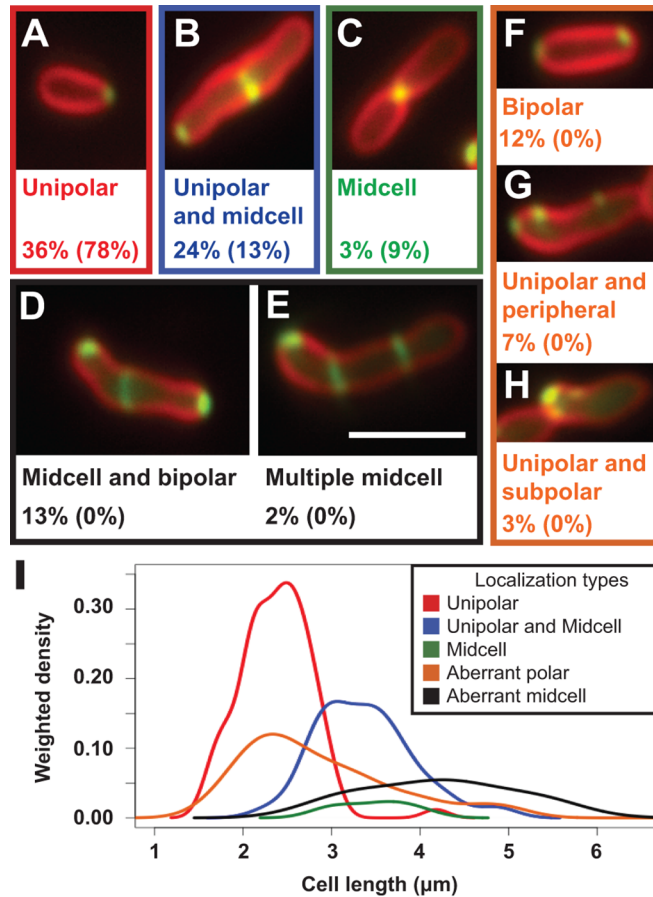 A
Unipolar
36% (78%)
B
Unipolar
and midcell
24% (13%)
C
Midcell
3% (9%)
F
Bipolar
12% (0%)
G
Unipolar and
peripheral
7% (0%)
H
Unipolar and
subpolar
3% (0%)
D
Midcell and bipolar
13% (0%)
E
Multiple midcell
2% (0%)
I
Localization types
Unipolar
Unipolar and Midcell
Midcell
Aberrant polar
Aberrant midcell
Weighted density
0.30
0.20
0.10
0.00
1 2 3 4 5 6
Cell length (μm)